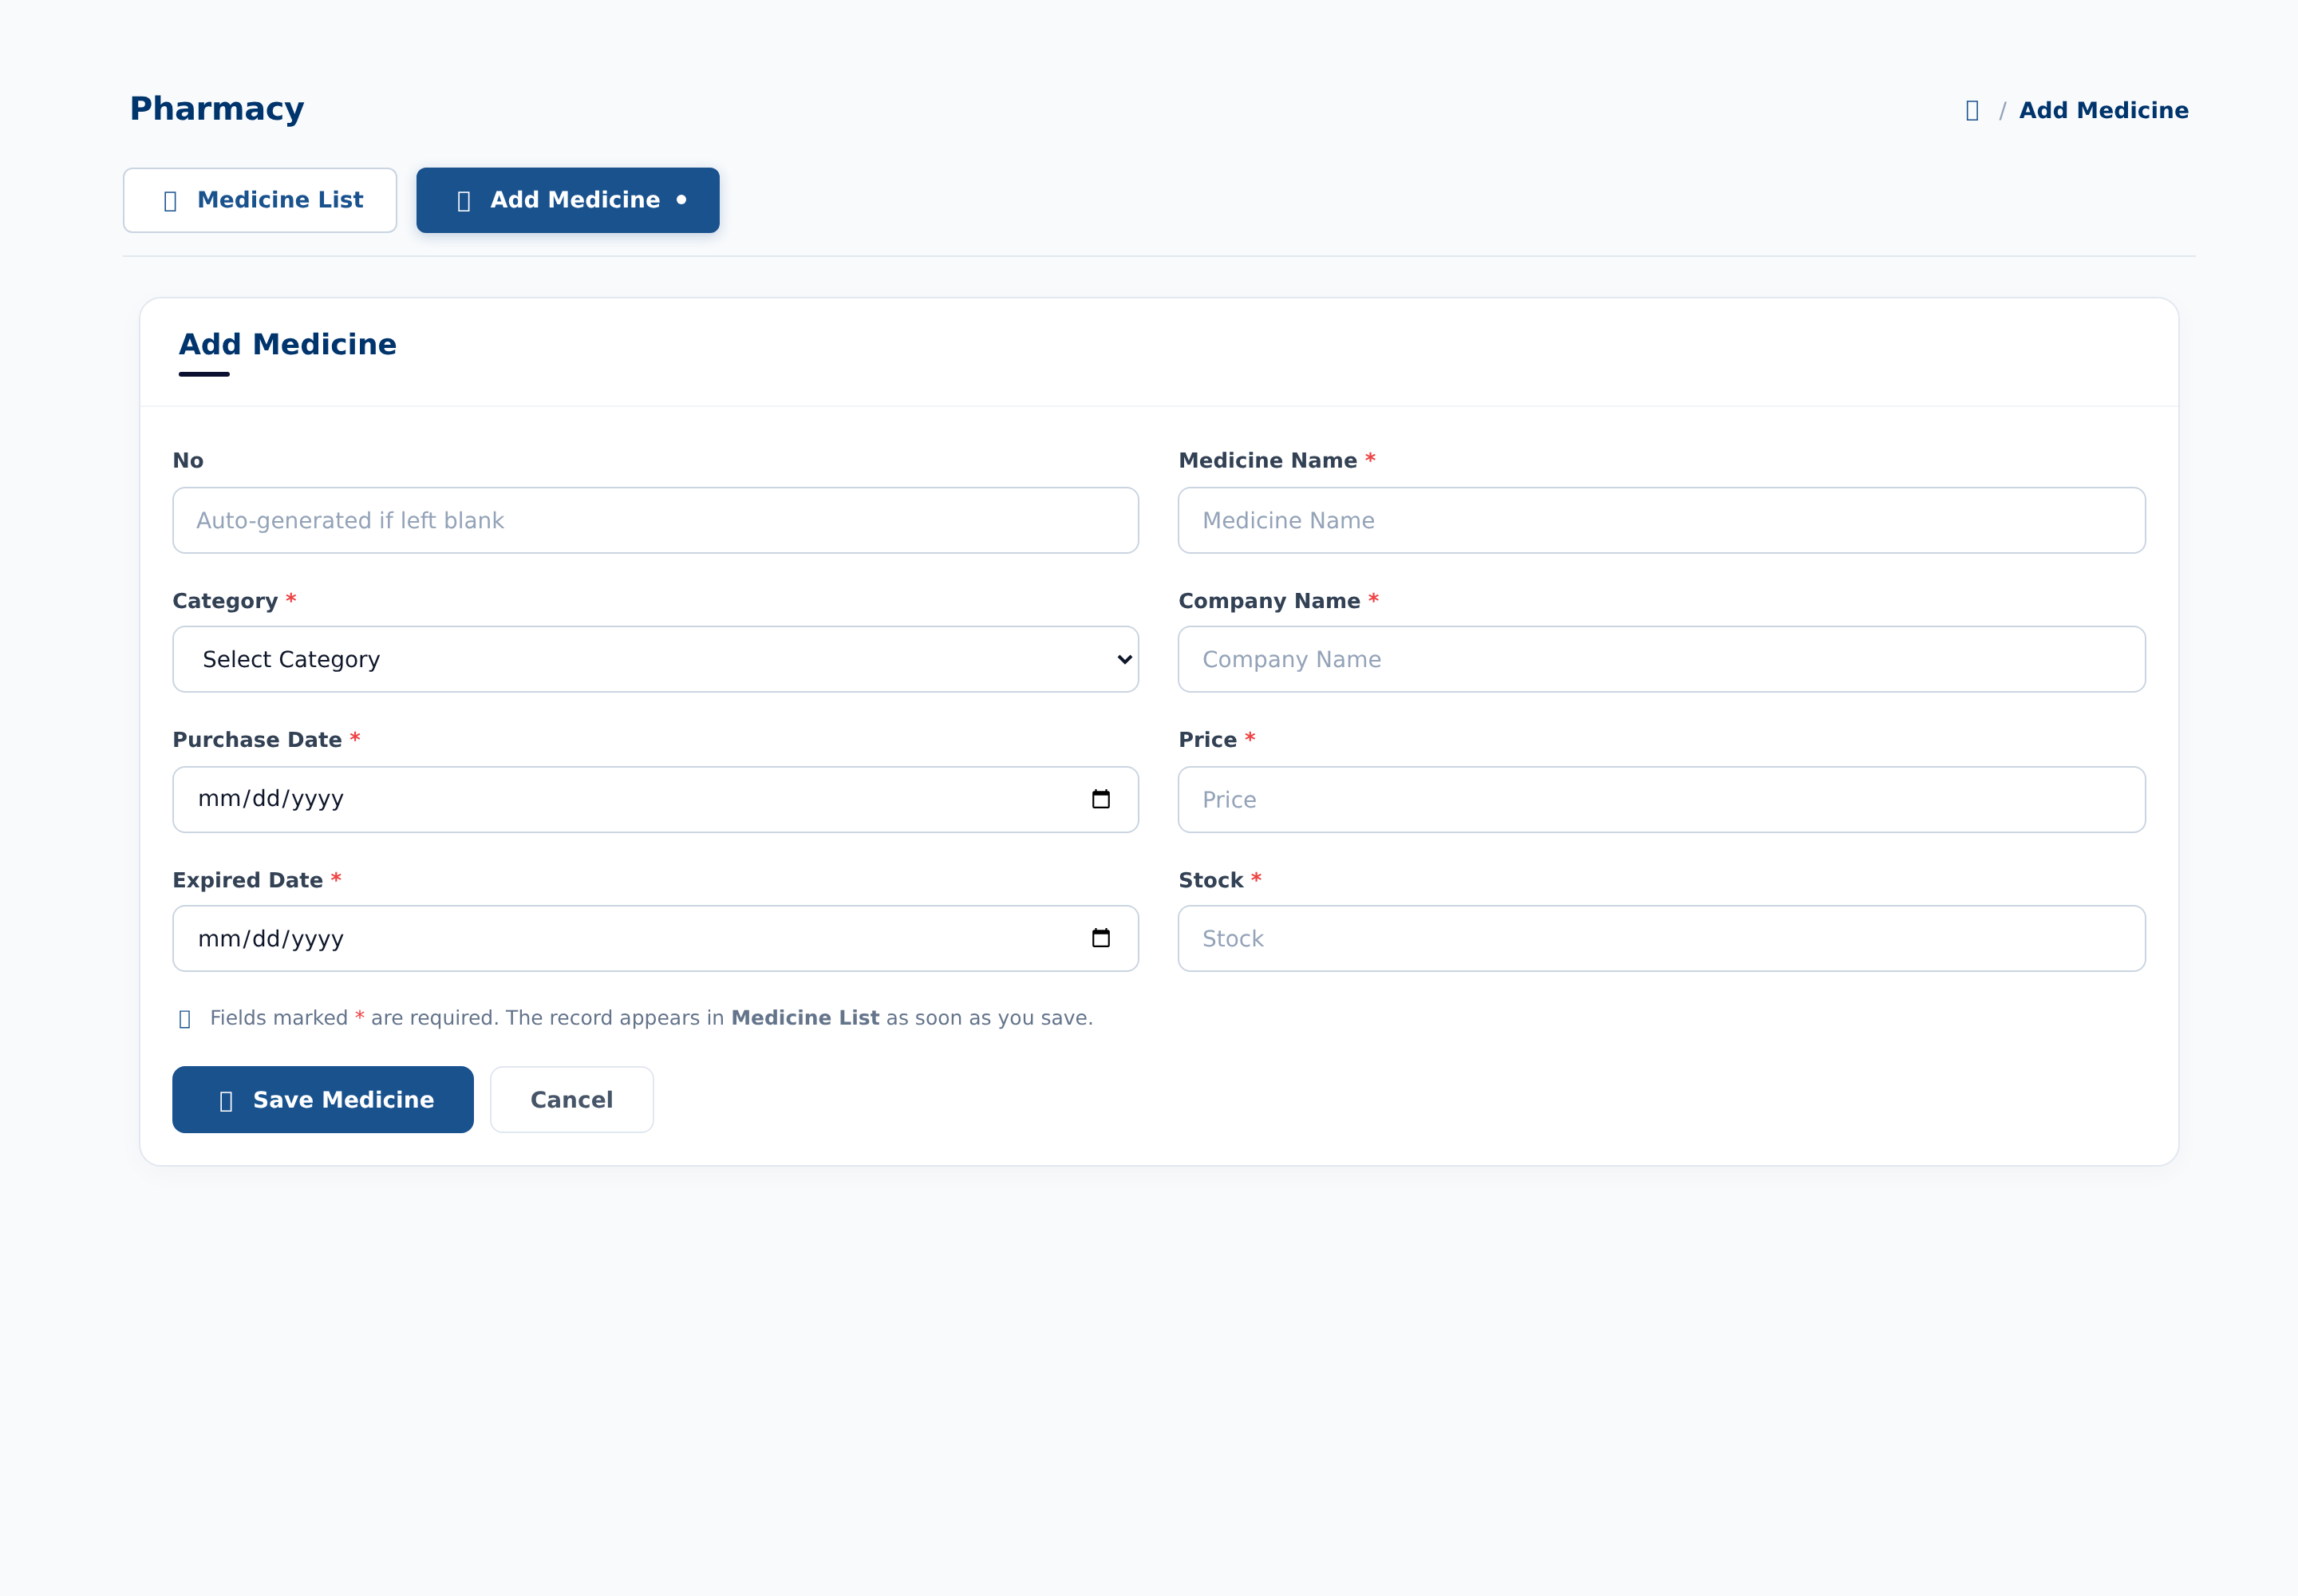 Pharmacy
/ Add Medicine
Medicine List
Add Medicine •
Add Medicine
No
Medicine Name *
Auto-generated if left blank
Medicine Name
Category *
Company Name *
Select Category
Company Name
Purchase Date *
Price *
mm/dd/yyyy
Price
Expired Date *
Stock *
mm/dd/yyyy
Stock
Fields marked * are required. The record appears in Medicine List as soon as you save.
Save Medicine
Cancel